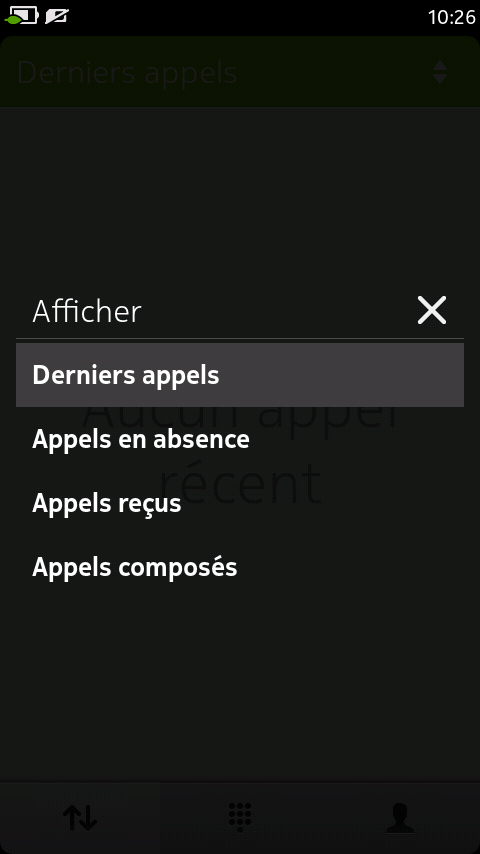 10:26
Derniers appels
Afficher
Derniers appels
Aucun appel
Appels en absence
récent
Appels reçus
Appels composés